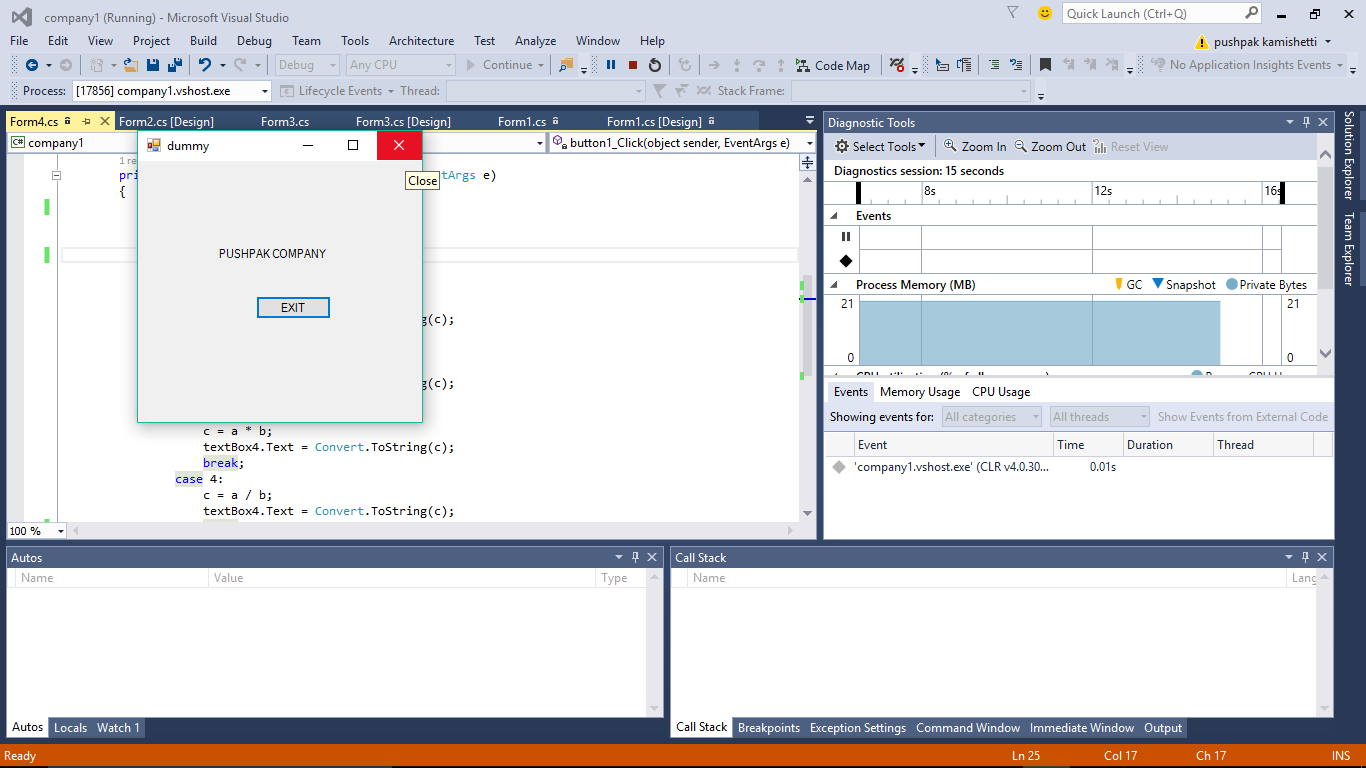 company1 (Running) - Microsoft Visual Studio
Quick Launch (Ctrl+Q)
File Edit View Project Build Debug Team Tools Architecture Test Analyze Window Help
pushpak kamishetti
Debug Any CPU Continue Code Map No Application Insights Events
Process: [17856] company1.vshost.exe Lifecycle Events Thread: Stack Frame:
Form4.cs Form2.cs [Design] Form3.cs Form3.cs [Design] Form1.cs Form1.cs [Design]
company1
button1_Click(object sender, EventArgs e)
dummy
Close
PUSHPAK COMPANY
EXIT
1 re
pri
tArgs e)
{
g(c);
g(c);
c = a * b;
textBox4.Text = Convert.ToString(c);
break;
case 4:
c = a / b;
textBox4.Text = Convert.ToString(c);
100 %
Diagnostic Tools
Select Tools Zoom In Zoom Out Reset View
Diagnostics session: 15 seconds
8s 12s 16s
Events
Process Memory (MB) GC Snapshot Private Bytes
21 21
0 0
Events Memory Usage CPU Usage
Showing events for: All categories All threads Show Events from External Code
Event Time Duration Thread
'company1.vshost.exe' (CLR v4.0.30... 0.01s
Solution Explorer
Team Explorer
Autos
Name Value Type
Autos Locals Watch 1
Call Stack
Name Lang
Call Stack Breakpoints Exception Settings Command Window Immediate Window Output
Ready Ln 25 Col 17 Ch 17 INS